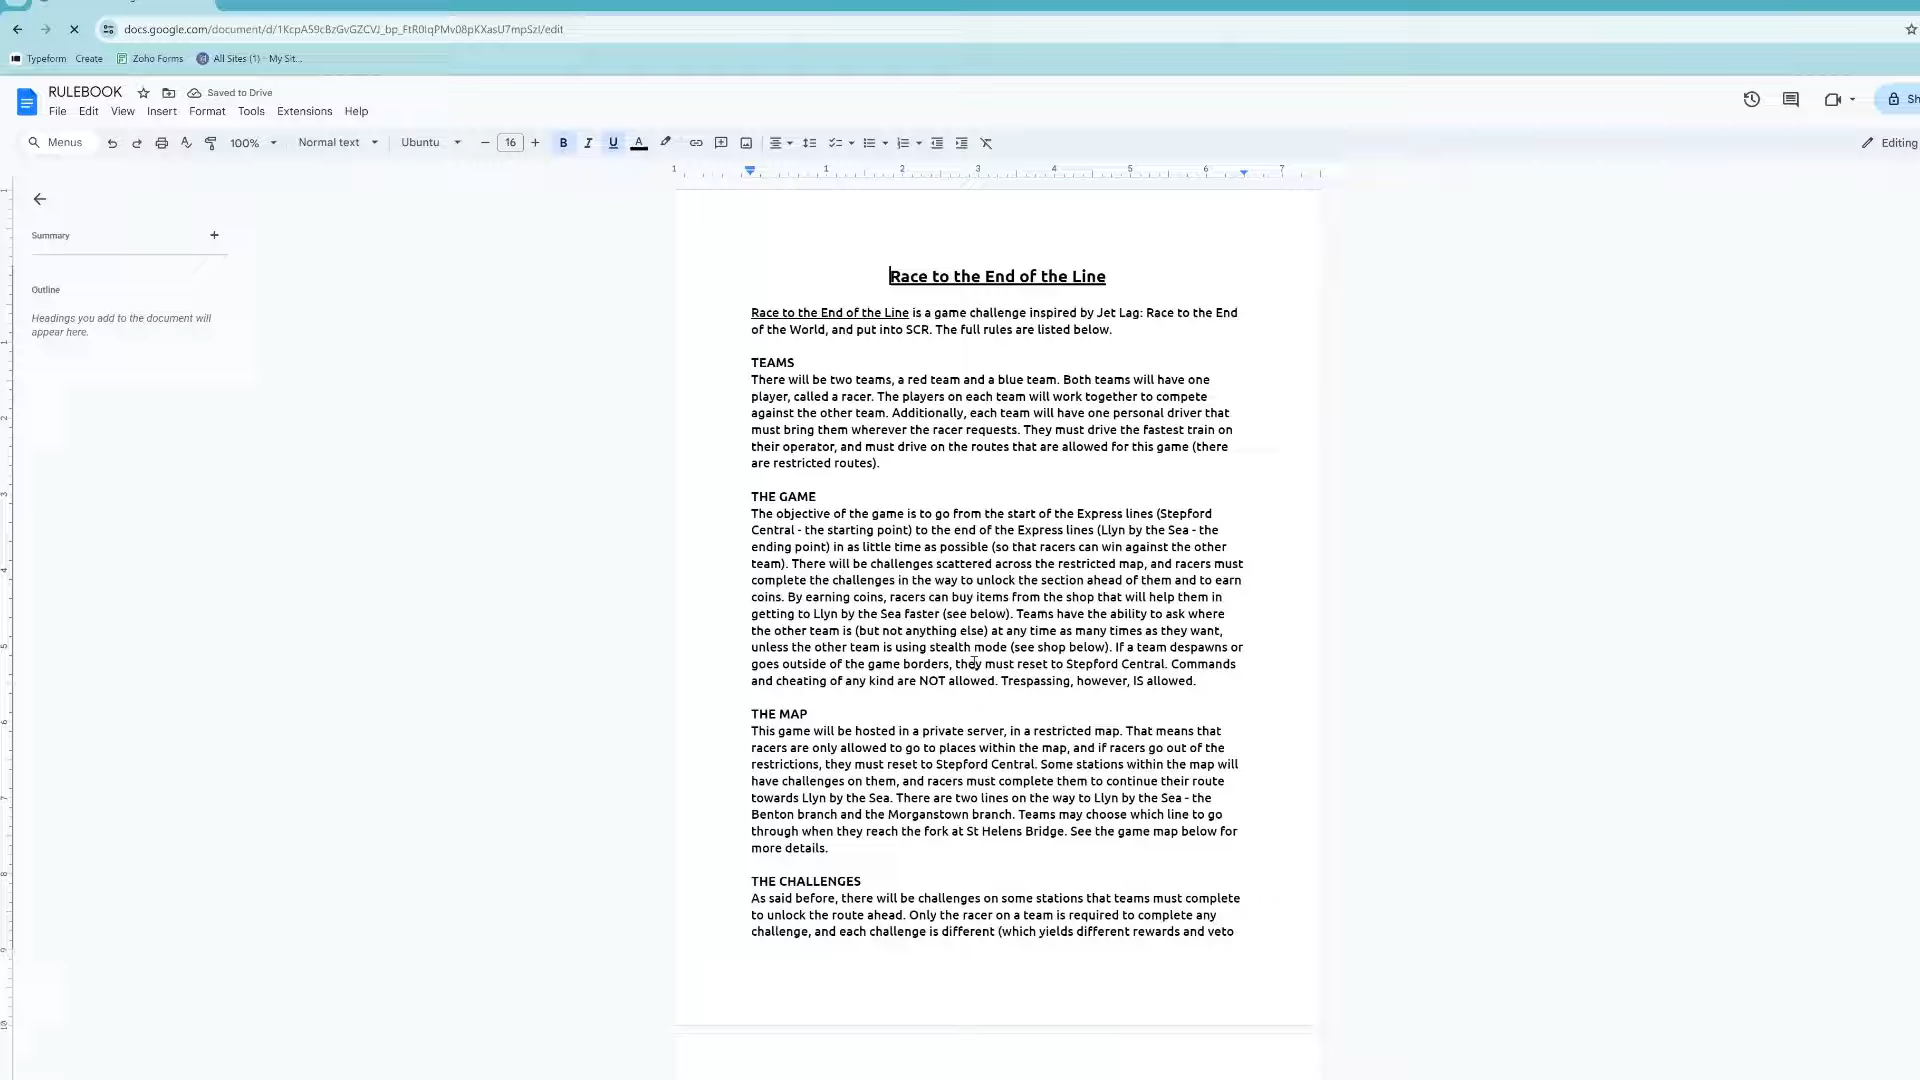 docs.google.com/document/d/1KcpA59cBzGvGZCVJ_bp_FtR0lqPMv08pKXasU7mpSzI/edit
Typeform Create Zoho Forms All Sites (1) - My Sit...
RULEBOOK Saved to Drive
File Edit View Insert Format Tools Extensions Help
Sh
Menus 100% Normal text Ubuntu 16 B I U A Editing
1 1 2 3 4 5 6 7
Summary
Outline
Headings you add to the document will
appear here.
Race to the End of the Line
Race to the End of the Line is a game challenge inspired by Jet Lag: Race to the End
of the World, and put into SCR. The full rules are listed below.
TEAMS
There will be two teams, a red team and a blue team. Both teams will have one
player, called a racer. The players on each team will work together to compete
against the other team. Additionally, each team will have one personal driver that
must bring them wherever the racer requests. They must drive the fastest train on
their operator, and must drive on the routes that are allowed for this game (there
are restricted routes).
THE GAME
The objective of the game is to go from the start of the Express lines (Stepford
Central - the starting point) to the end of the Express lines (Llyn by the Sea - the
ending point) in as little time as possible (so that racers can win against the other
team). There will be challenges scattered across the restricted map, and racers must
complete the challenges in the way to unlock the section ahead of them and to earn
coins. By earning coins, racers can buy items from the shop that will help them in
getting to Llyn by the Sea faster (see below). Teams have the ability to ask where
the other team is (but not anything else) at any time as many times as they want,
unless the other team is using stealth mode (see shop below). If a team despawns or
goes outside of the game borders, they must reset to Stepford Central. Commands
and cheating of any kind are NOT allowed. Trespassing, however, IS allowed.
THE MAP
This game will be hosted in a private server, in a restricted map. That means that
racers are only allowed to go to places within the map, and if racers go out of the
restrictions, they must reset to Stepford Central. Some stations within the map will
have challenges on them, and racers must complete them to continue their route
towards Llyn by the Sea. There are two lines on the way to Llyn by the Sea - the
Benton branch and the Morganstown branch. Teams may choose which line to go
through when they reach the fork at St Helens Bridge. See the game map below for
more details.
THE CHALLENGES
As said before, there will be challenges on some stations that teams must complete
to unlock the route ahead. Only the racer on a team is required to complete any
challenge, and each challenge is different (which yields different rewards and veto